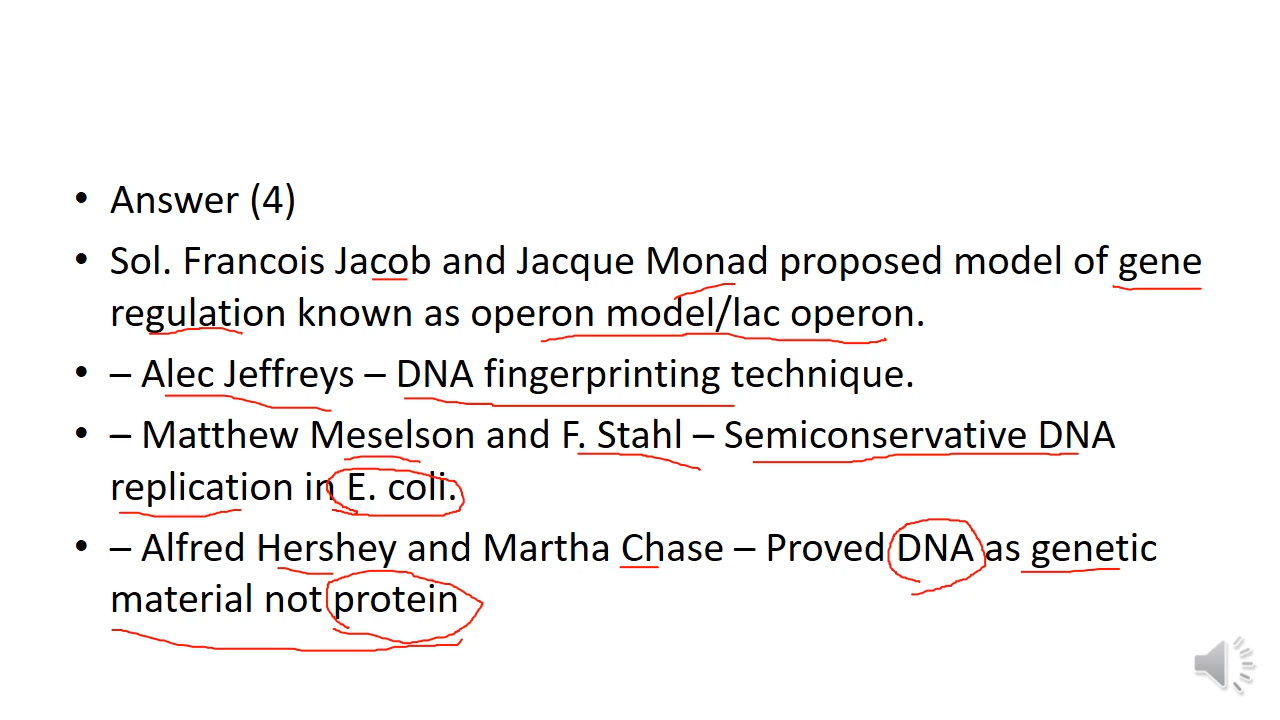 • Answer (4)
• Sol. Francois Jacob and Jacque Monad proposed model of gene
regulation known as operon model/lac operon.
• – Alec Jeffreys – DNA fingerprinting technique.
• – Matthew Meselson and F. Stahl – Semiconservative DNA
replication in E. coli.
• – Alfred Hershey and Martha Chase – Proved DNA as genetic
material not protein